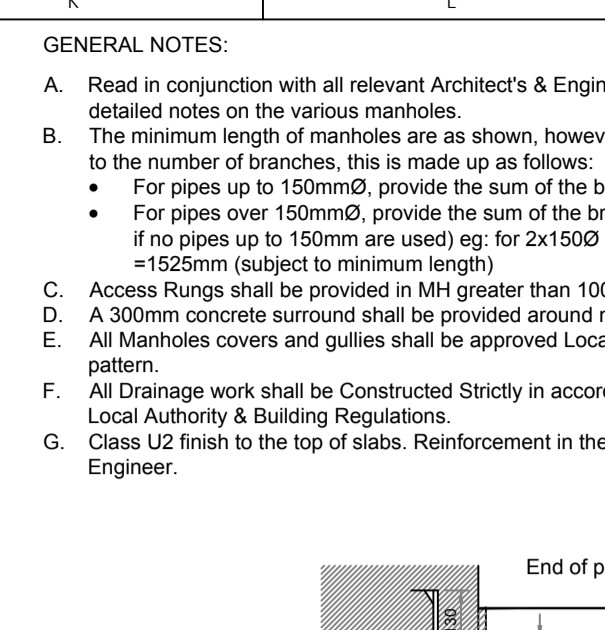 K L
GENERAL NOTES:
A. Read in conjunction with all relevant Architect's & Engin
detailed notes on the various manholes.
B. The minimum length of manholes are as shown, howev
to the number of branches, this is made up as follows:
• For pipes up to 150mmØ, provide the sum of the b
• For pipes over 150mmØ, provide the sum of the br
if no pipes up to 150mm are used) eg: for 2x150Ø
=1525mm (subject to minimum length)
C. Access Rungs shall be provided in MH greater than 100
D. A 300mm concrete surround shall be provided around
E. All Manholes covers and gullies shall be approved Loca
pattern.
F. All Drainage work shall be Constructed Strictly in accor
Local Authority & Building Regulations.
G. Class U2 finish to the top of slabs. Reinforcement in the
Engineer.
End of p
30